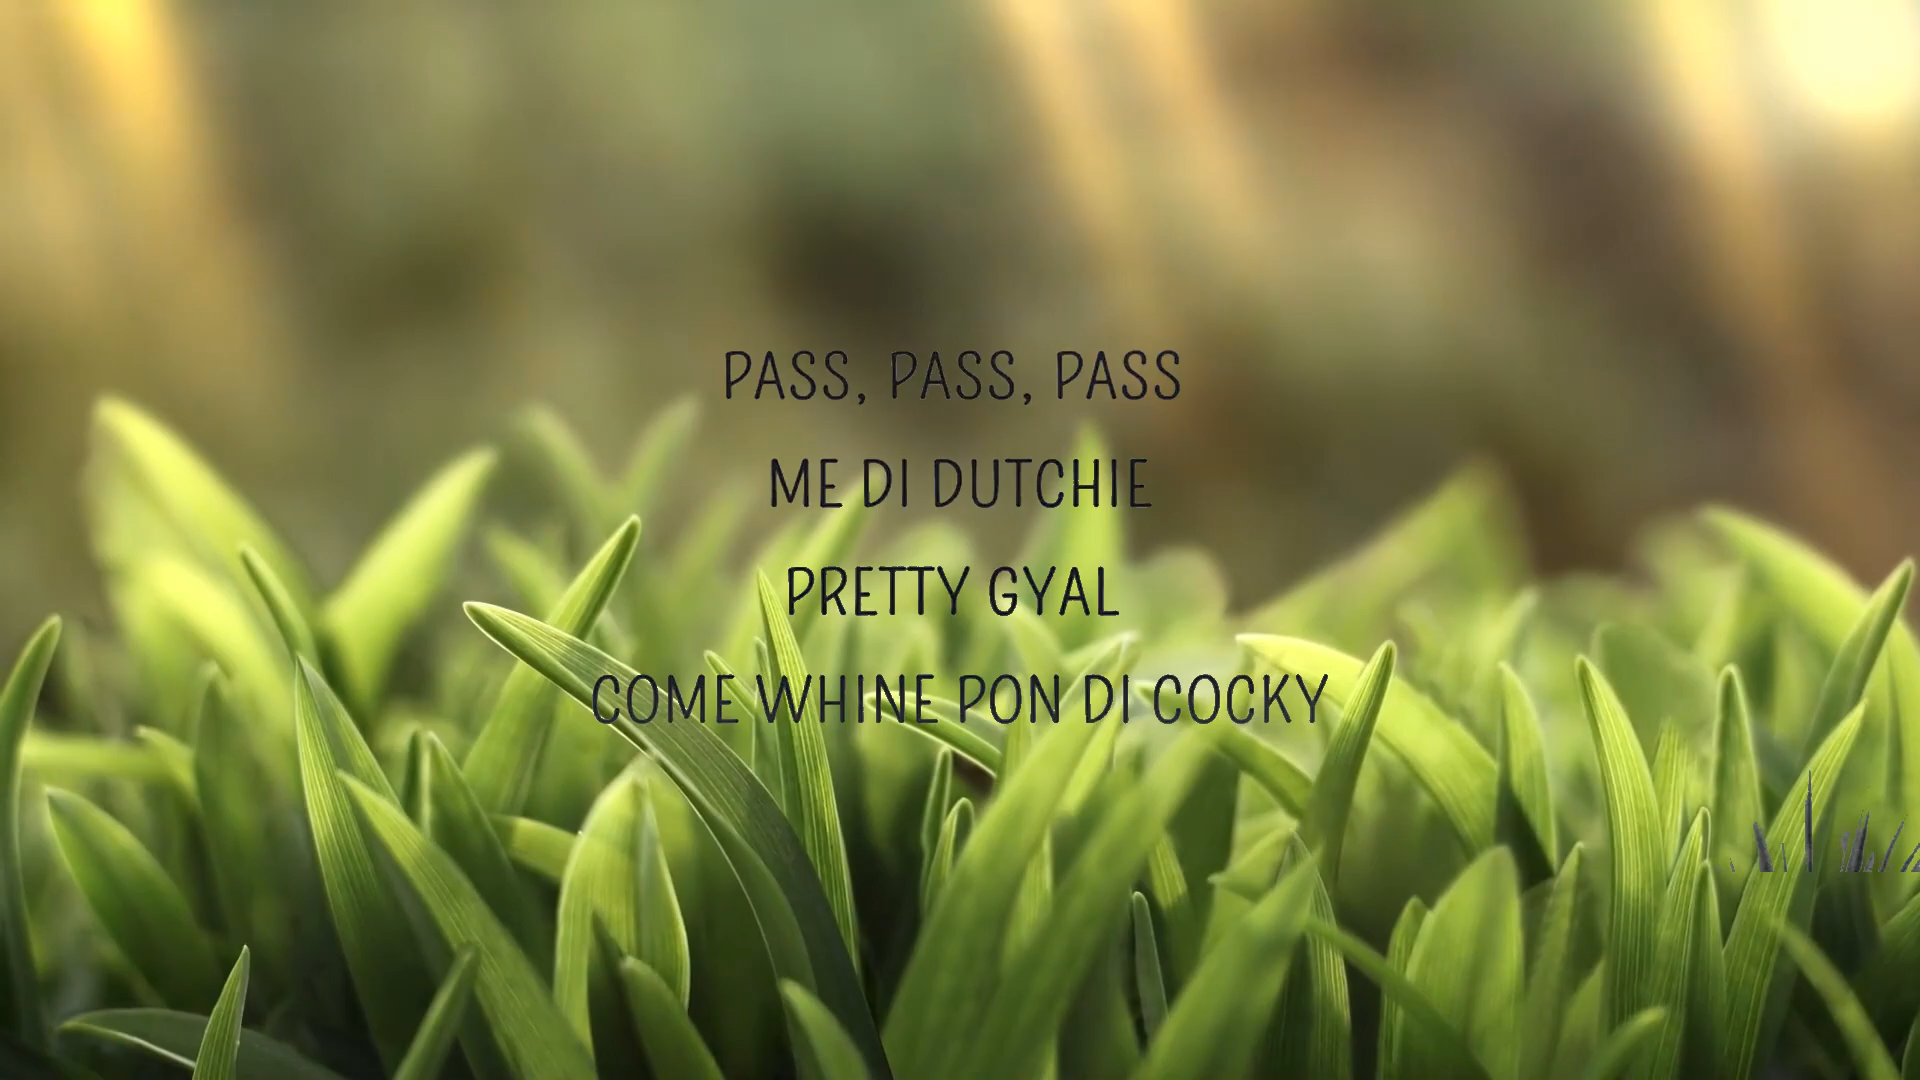 PASS, PASS, PASS
ME DI DUTCHIE
PRETTY GYAL
COME WHINE PON DI COCKY